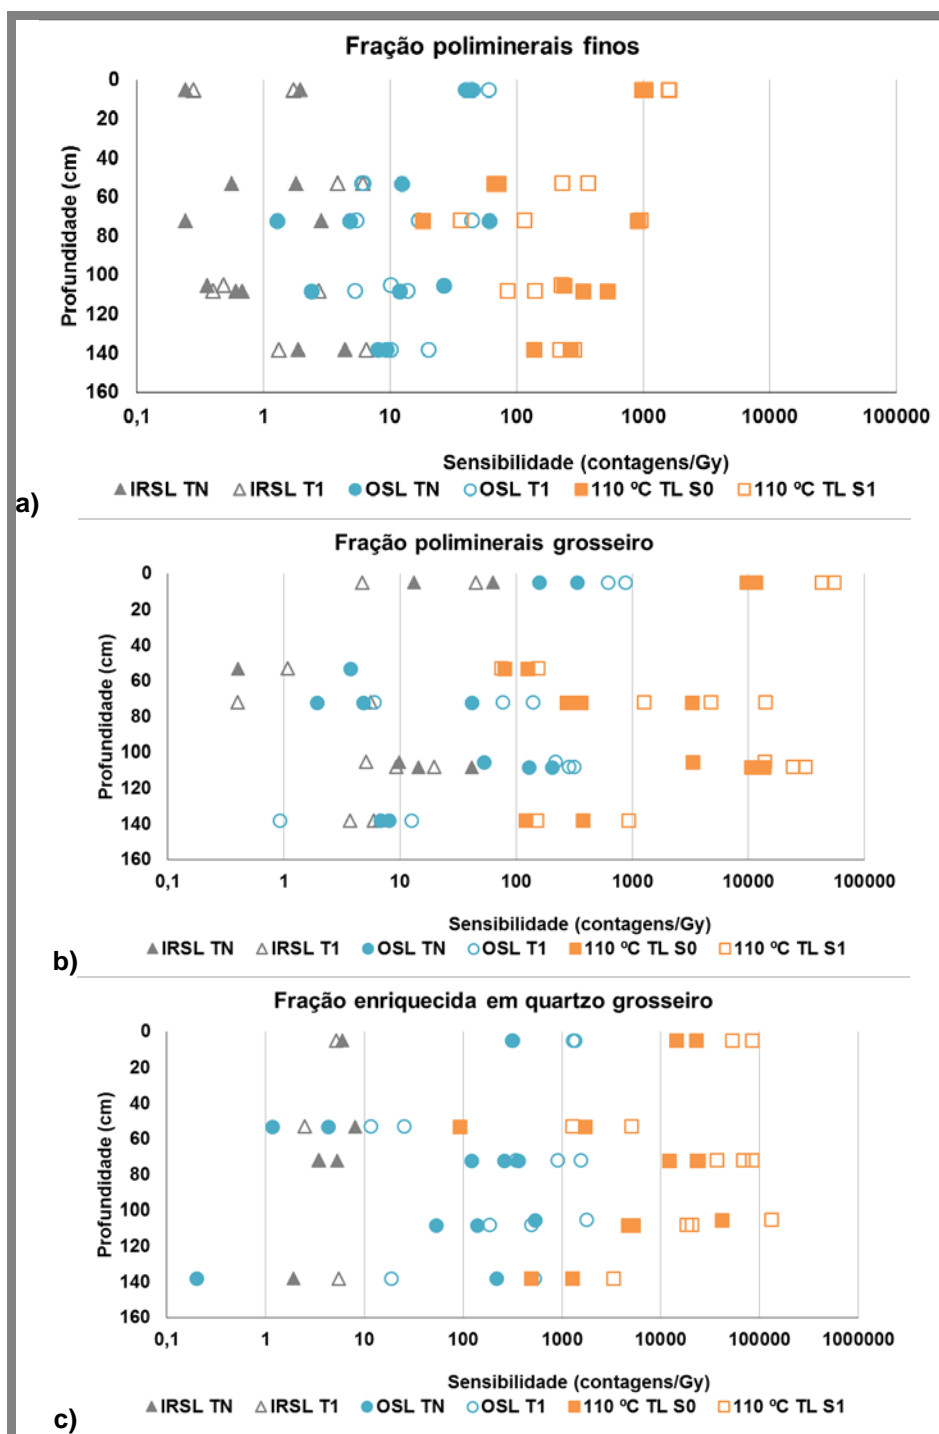 Fração poliminerais finos
0
20
40
60
80
100
120
140
160
Profundidade (cm)
0,1 1 10 100 1000 10000 100000
Sensibilidade (contagens/Gy)
IRSL TN IRSL T1 OSL TN OSL T1 110 ºC TL S0 110 ºC TL S1
a)
Fração poliminerais grosseiro
0
20
40
60
80
100
120
140
160
Profundidade (cm)
0,1 1 10 100 1000 10000 100000
Sensibilidade (contagens/Gy)
IRSL TN IRSL T1 OSL TN OSL T1 110 ºC TL S0 110 ºC TL S1
b)
Fração enriquecida em quartzo grosseiro
0
20
40
60
80
100
120
140
160
Profundidade (cm)
0,1 1 10 100 1000 10000 100000 1000000
Sensibilidade (contagens/Gy)
IRSL TN IRSL T1 OSL TN OSL T1 110 ºC TL S0 110 ºC TL S1
c)